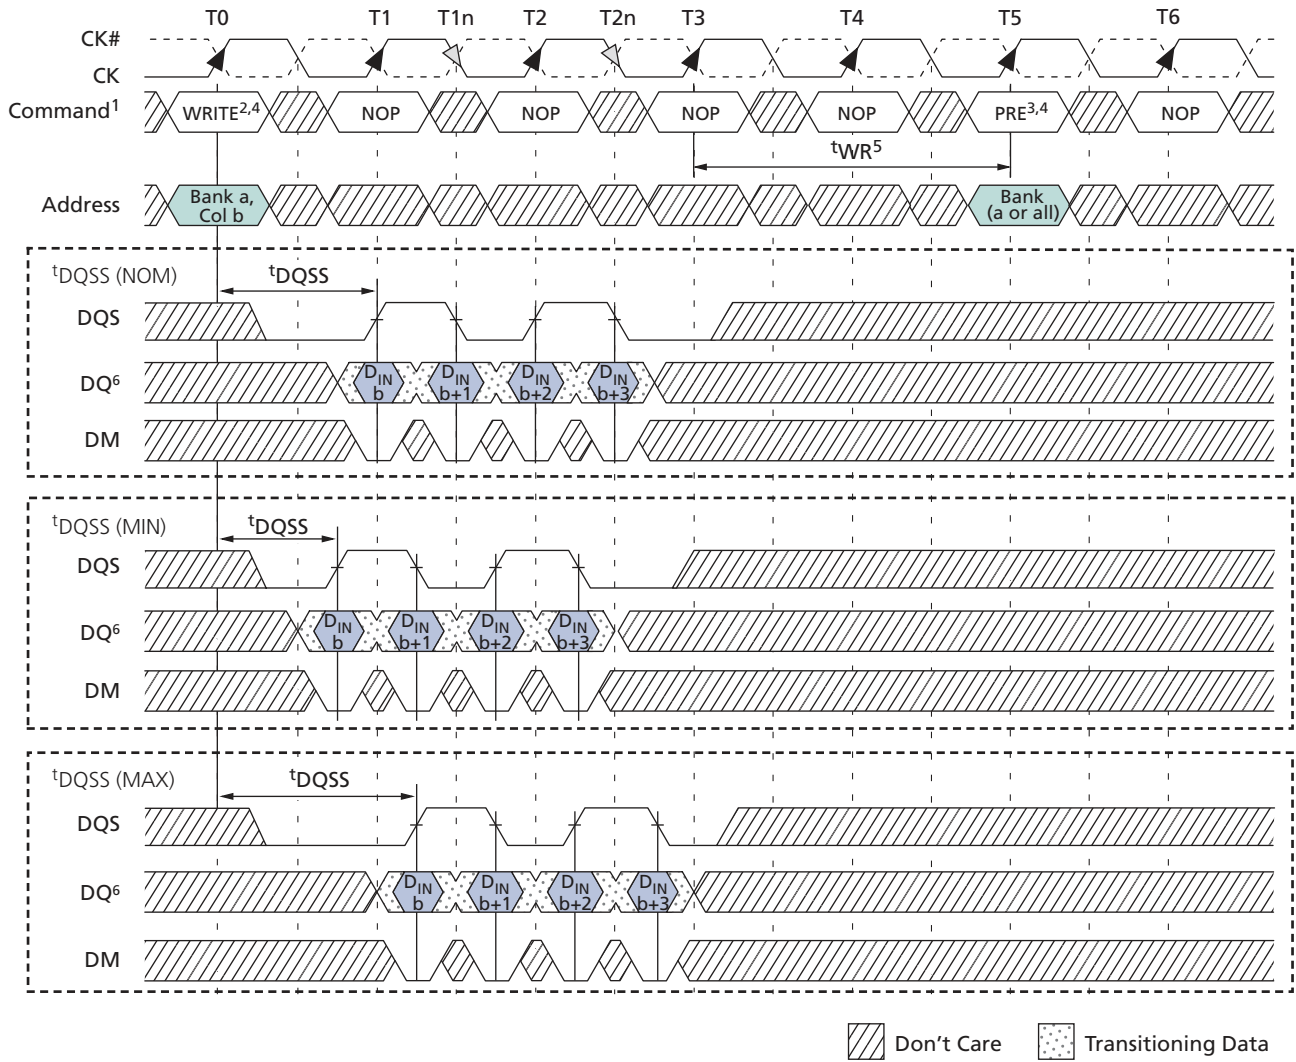 T0 T1 T1n T2 T2n T3 T4 T5 T6
CK#
CK
Command1 WRITE2,4 NOP NOP NOP NOP PRE3,4 NOP
tWR5
Address Bank a, Col b Bank (a or all)
tDQSS (NOM) tDQSS
DQS
DQ6 DIN b DIN b+1 DIN b+2 DIN b+3
DM
tDQSS (MIN) tDQSS
DQS
DQ6 DIN b DIN b+1 DIN b+2 DIN b+3
DM
tDQSS (MAX) tDQSS
DQS
DQ6 DIN b DIN b+1 DIN b+2 DIN b+3
DM
Don't Care Transitioning Data